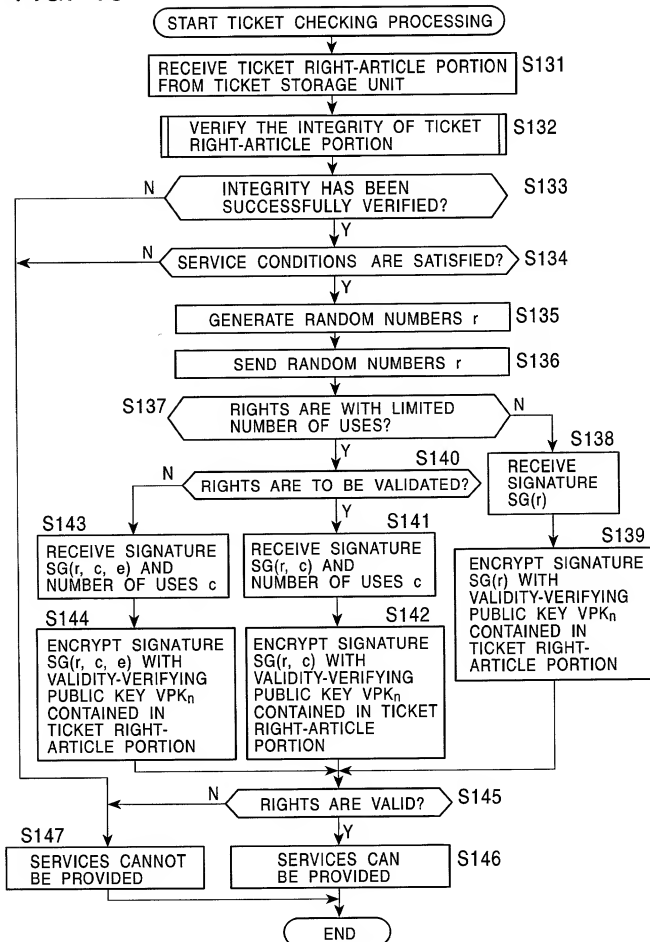 START TICKET CHECKING PROCESSING
RECEIVE TICKET RIGHT-ARTICLE PORTION
FROM TICKET STORAGE UNIT
S131
VERIFY THE INTEGRITY OF TICKET
RIGHT-ARTICLE PORTION
S132
N
INTEGRITY HAS BEEN
SUCCESSFULLY VERIFIED?
S133
Y
N
SERVICE CONDITIONS ARE SATISFIED?
S134
Y
GENERATE RANDOM NUMBERS r
S135
SEND RANDOM NUMBERS r
S136
S137
RIGHTS ARE WITH LIMITED
NUMBER OF USES?
N
Y
S138
RECEIVE
SIGNATURE
SG(r)
S140
N
RIGHTS ARE TO BE VALIDATED?
Y
S143
RECEIVE SIGNATURE
SG(r, c, e) AND
NUMBER OF USES c
S141
RECEIVE SIGNATURE
SG(r, c) AND
NUMBER OF USES c
S139
ENCRYPT SIGNATURE
SG(r) WITH
VALIDITY-VERIFYING
PUBLIC KEY VPKn
CONTAINED IN
TICKET RIGHT-
ARTICLE PORTION
S144
ENCRYPT SIGNATURE
SG(r, c, e) WITH
VALIDITY-VERIFYING
PUBLIC KEY VPKn
CONTAINED IN
TICKET RIGHT-
ARTICLE PORTION
S142
ENCRYPT SIGNATURE
SG(r, c) WITH
VALIDITY-VERIFYING
PUBLIC KEY VPKn
CONTAINED IN TICKET
RIGHT-ARTICLE
PORTION
N
RIGHTS ARE VALID?
S145
Y
S147
SERVICES CANNOT
BE PROVIDED
SERVICES CAN
BE PROVIDED
S146
END